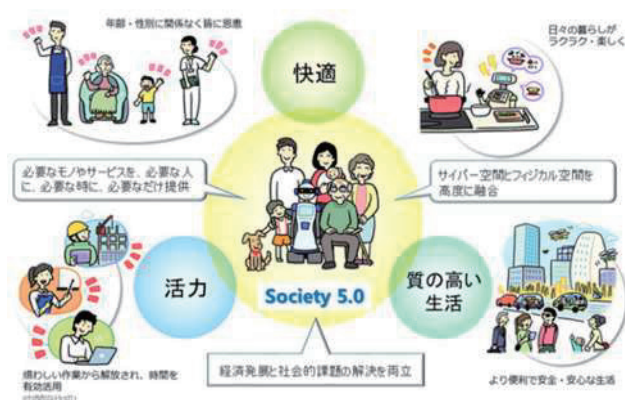 年齢・性別に関係なく皆に恩恵
日々の暮らしが
ラクラク・楽しく
快適
必要なモノやサービスを、必要な人
に、必要な時に、必要なだけ提供
サイバー空間とフィジカル空間を
高度に融合
活力
Society 5.0
質の高い
生活
煩わしい作業から解放され、時間を
有効活用
経済発展と社会的課題の解決を両立
より便利で安全・安心な生活